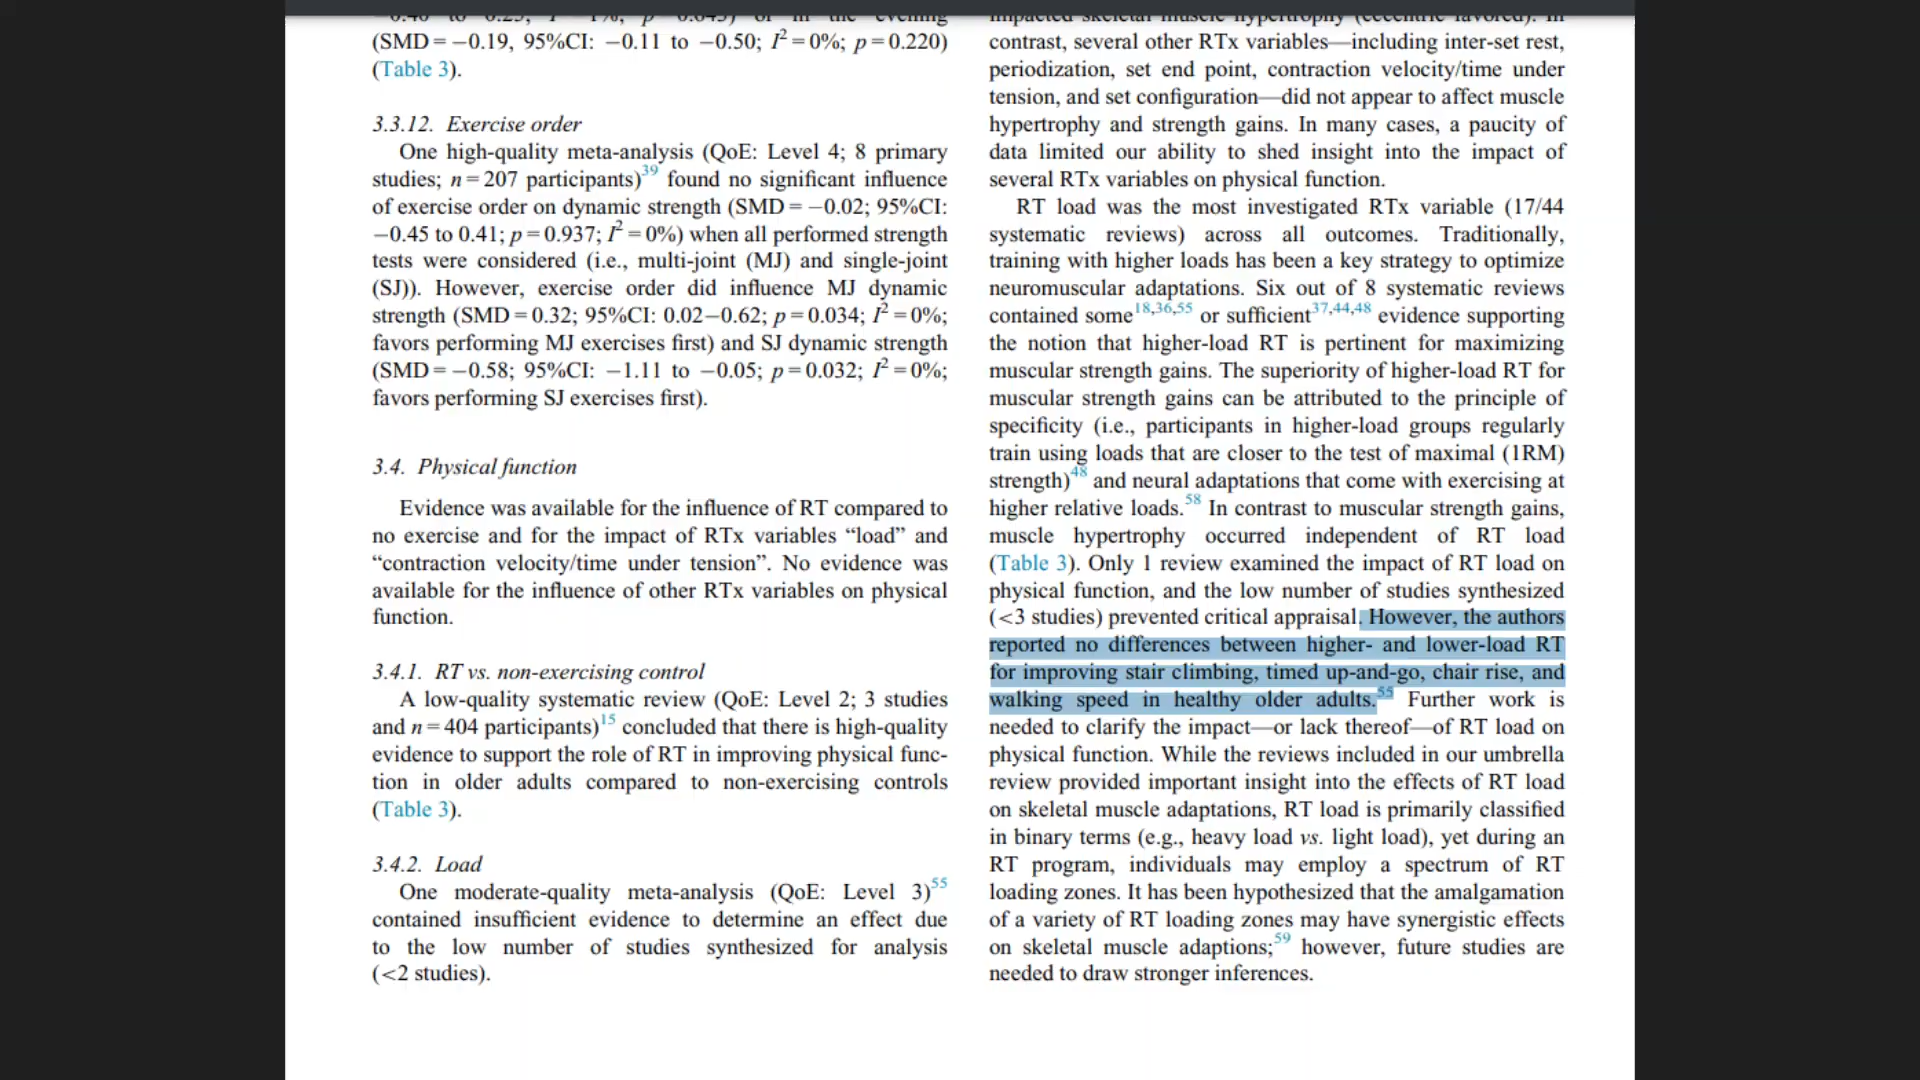 (SMD = −0.19, 95%CI: −0.11 to −0.50; I² = 0%; p = 0.220)
(Table 3).
3.3.12. Exercise order
One high-quality meta-analysis (QoE: Level 4; 8 primary
studies; n = 207 participants)³⁹ found no significant influence
of exercise order on dynamic strength (SMD = −0.02; 95%CI:
−0.45 to 0.41; p = 0.937; I² = 0%) when all performed strength
tests were considered (i.e., multi-joint (MJ) and single-joint
(SJ)). However, exercise order did influence MJ dynamic
strength (SMD = 0.32; 95%CI: 0.02−0.62; p = 0.034; I² = 0%;
favors performing MJ exercises first) and SJ dynamic strength
(SMD = −0.58; 95%CI: −1.11 to −0.05; p = 0.032; I² = 0%;
favors performing SJ exercises first).
3.4. Physical function
Evidence was available for the influence of RT compared to
no exercise and for the impact of RTx variables “load” and
“contraction velocity/time under tension”. No evidence was
available for the influence of other RTx variables on physical
function.
3.4.1. RT vs. non-exercising control
A low-quality systematic review (QoE: Level 2; 3 studies
and n = 404 participants)¹⁵ concluded that there is high-quality
evidence to support the role of RT in improving physical func-
tion in older adults compared to non-exercising controls
(Table 3).
3.4.2. Load
One moderate-quality meta-analysis (QoE: Level 3)⁵⁵
contained insufficient evidence to determine an effect due
to the low number of studies synthesized for analysis
(<2 studies).
impacted skeletal muscle hypertrophy (eccentric favored). In
contrast, several other RTx variables—including inter-set rest,
periodization, set end point, contraction velocity/time under
tension, and set configuration—did not appear to affect muscle
hypertrophy and strength gains. In many cases, a paucity of
data limited our ability to shed insight into the impact of
several RTx variables on physical function.
RT load was the most investigated RTx variable (17/44
systematic reviews) across all outcomes. Traditionally,
training with higher loads has been a key strategy to optimize
neuromuscular adaptations. Six out of 8 systematic reviews
contained some¹⁸,³⁶,⁵⁵ or sufficient³⁷,⁴⁴,⁴⁸ evidence supporting
the notion that higher-load RT is pertinent for maximizing
muscular strength gains. The superiority of higher-load RT for
muscular strength gains can be attributed to the principle of
specificity (i.e., participants in higher-load groups regularly
train using loads that are closer to the test of maximal (1RM)
strength)⁴⁸ and neural adaptations that come with exercising at
higher relative loads.⁵⁸ In contrast to muscular strength gains,
muscle hypertrophy occurred independent of RT load
(Table 3). Only 1 review examined the impact of RT load on
physical function, and the low number of studies synthesized
(<3 studies) prevented critical appraisal. However, the authors
reported no differences between higher- and lower-load RT
for improving stair climbing, timed up-and-go, chair rise, and
walking speed in healthy older adults.⁵⁵ Further work is
needed to clarify the impact—or lack thereof—of RT load on
physical function. While the reviews included in our umbrella
review provided important insight into the effects of RT load
on skeletal muscle adaptations, RT load is primarily classified
in binary terms (e.g., heavy load vs. light load), yet during an
RT program, individuals may employ a spectrum of RT
loading zones. It has been hypothesized that the amalgamation
of a variety of RT loading zones may have synergistic effects
on skeletal muscle adaptions;⁵⁹ however, future studies are
needed to draw stronger inferences.